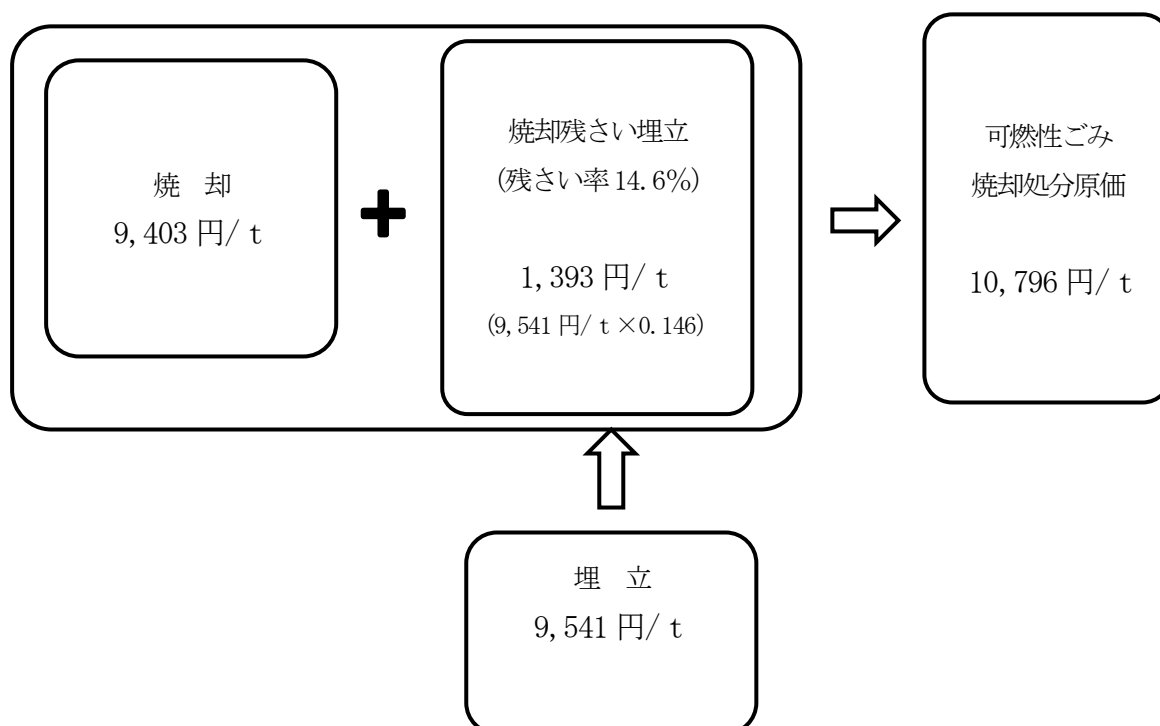 焼　却
9,403 円/ｔ
焼却残さい埋立
(残さい率 14.6％)
1,393 円/ｔ
(9,541 円/ｔ×0.146)
可燃性ごみ
焼却処分原価
10,796 円/ｔ
埋　立
9,541 円/ｔ